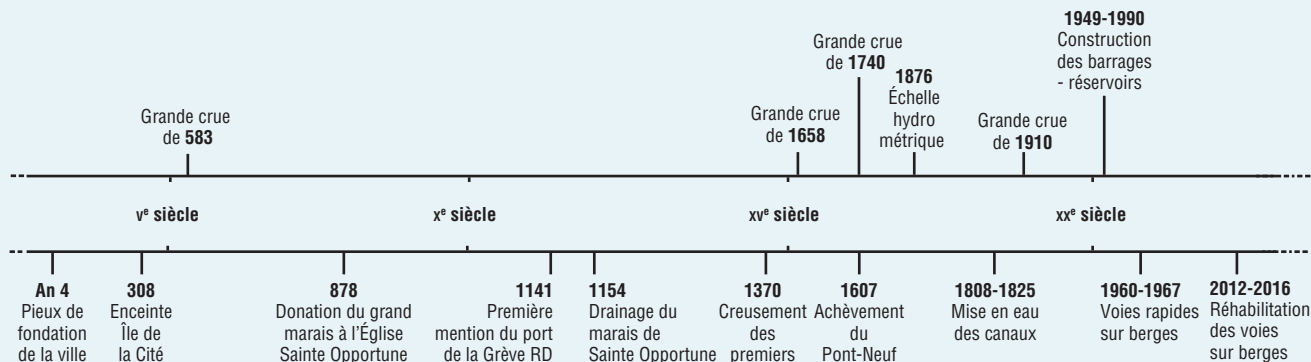 Grande crue
de 583
Grande crue
de 1658
Grande crue
de 1740
1876
Échelle
hydro
métrique
Grande crue
de 1910
1949-1990
Construction
des barrages
- réservoirs
Ve siècle
Xe siècle
XVe siècle
XXe siècle
An 4
Pieux de
fondation
de la ville
308
Enceinte
Île de
la Cité
878
Donation du grand
marais à l'Église
Sainte Opportune
1141
Première
mention du port
de la Grève RD
1154
Drainage du
marais de
Sainte Opportune
1370
Creusement
des
premiers
1607
Achèvement
du
Pont-Neuf
1808-1825
Mise en eau
des canaux
1960-1967
Voies rapides
sur berges
2012-2016
Réhabilitation
des voies
sur berges